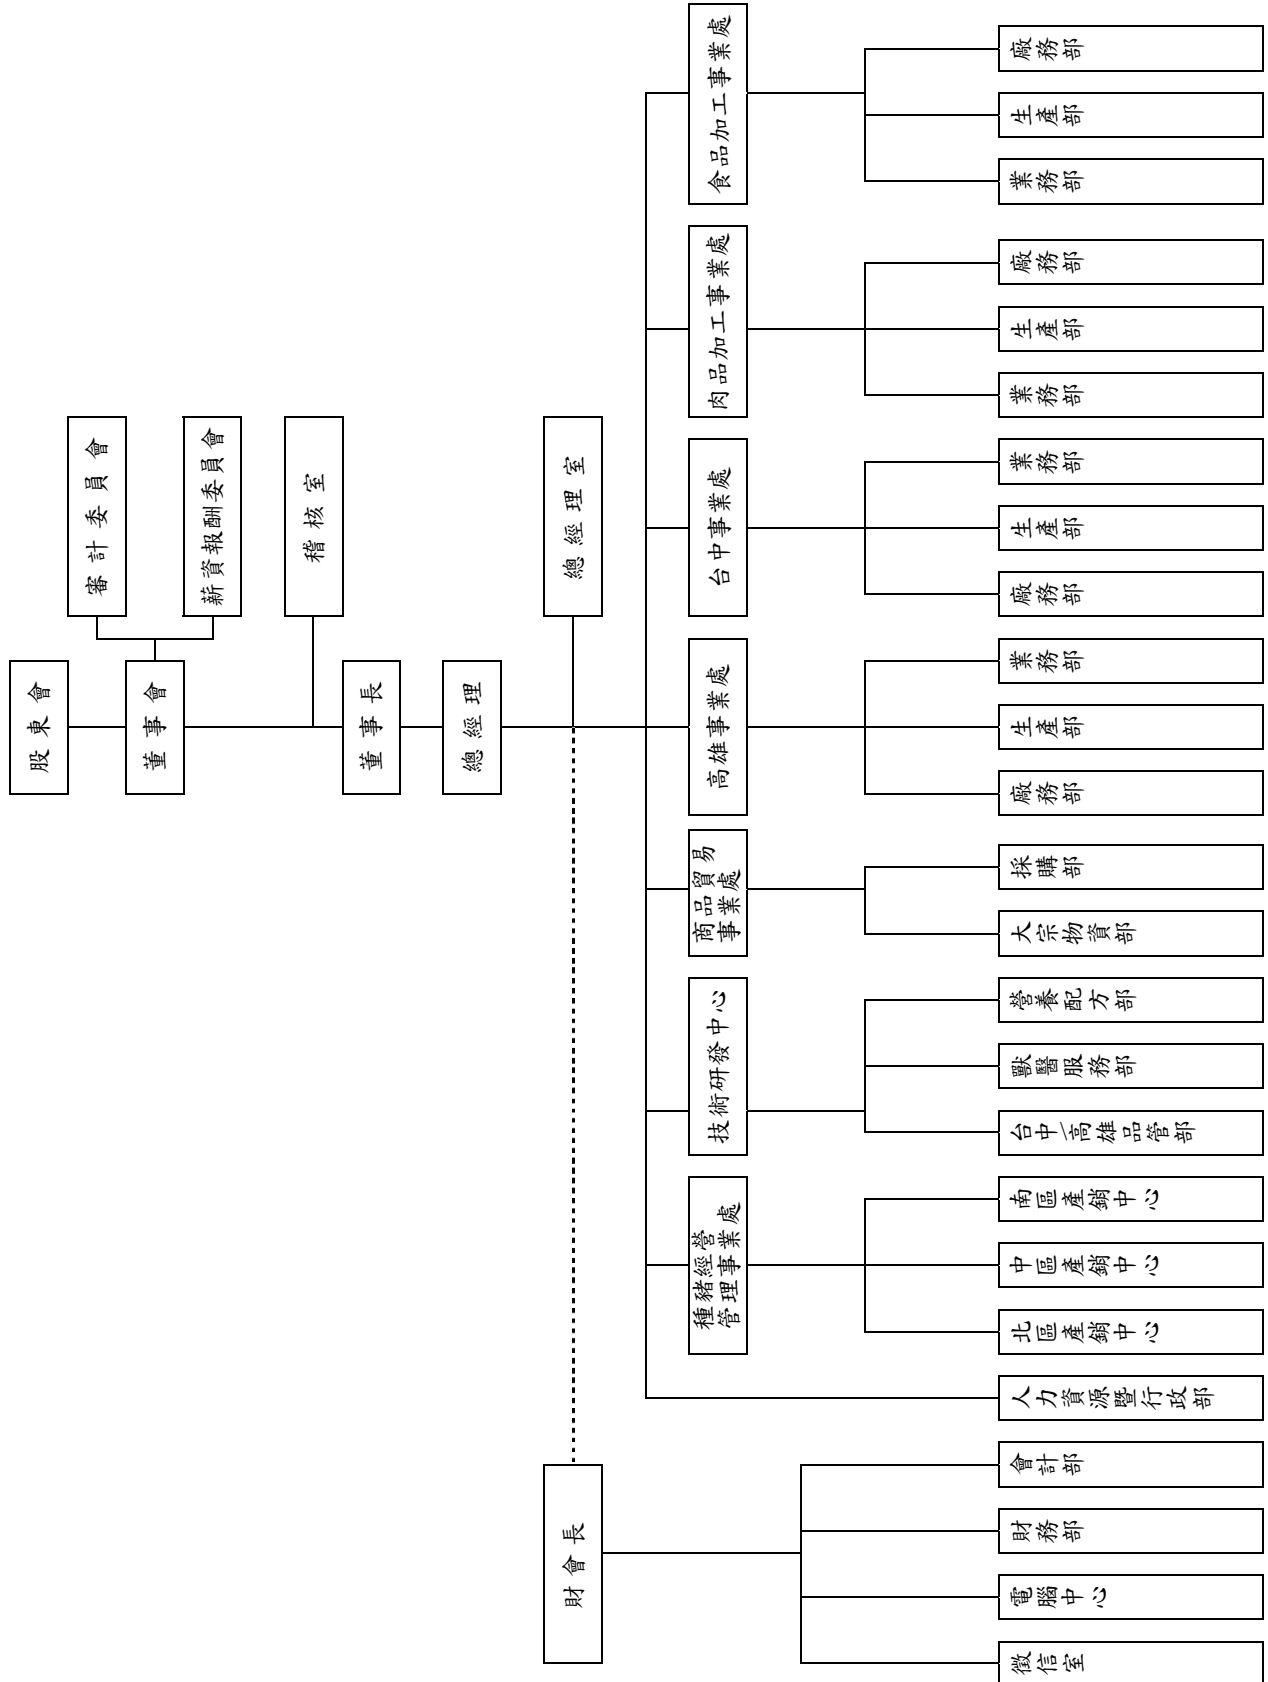 股東會
審計委員會
董事會
薪資報酬委員會
稽核室
董事長
總經理
總經理室
財會長
食品加工事業處
廠務部
生產部
業務部
肉品加工事業處
廠務部
生產部
業務部
台中事業處
業務部
生產部
廠務部
高雄事業處
業務部
生產部
廠務部
商品貿易
事業處
採購部
大宗物資部
技術研發中心
營養配方部
獸醫服務部
台中/高雄品管部
種豬經營
管理事業處
南區產銷中心
中區產銷中心
北區產銷中心
人力資源暨行政部
會計部
財務部
電腦中心
徵信室